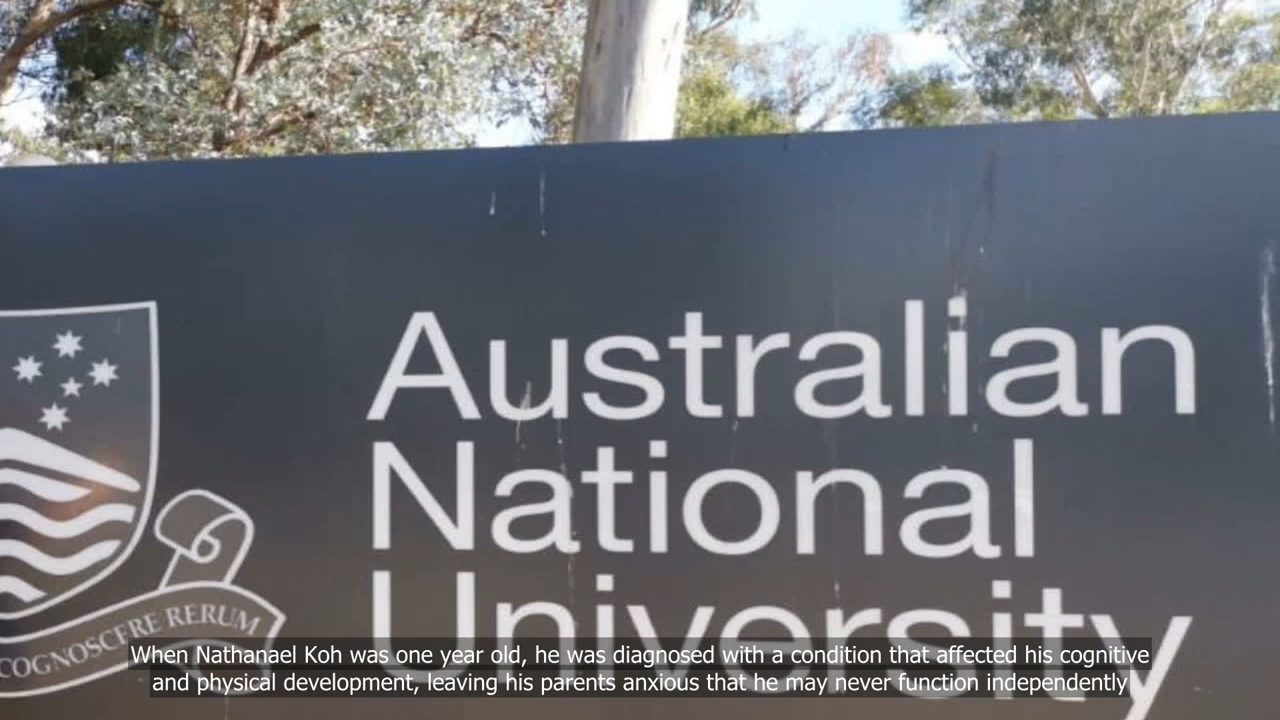 Australian
National
University
COGNOSCERE RERUM
When Nathanael Koh was one year old, he was diagnosed with a condition that affected his cognitive
and physical development, leaving his parents anxious that he may never function independently